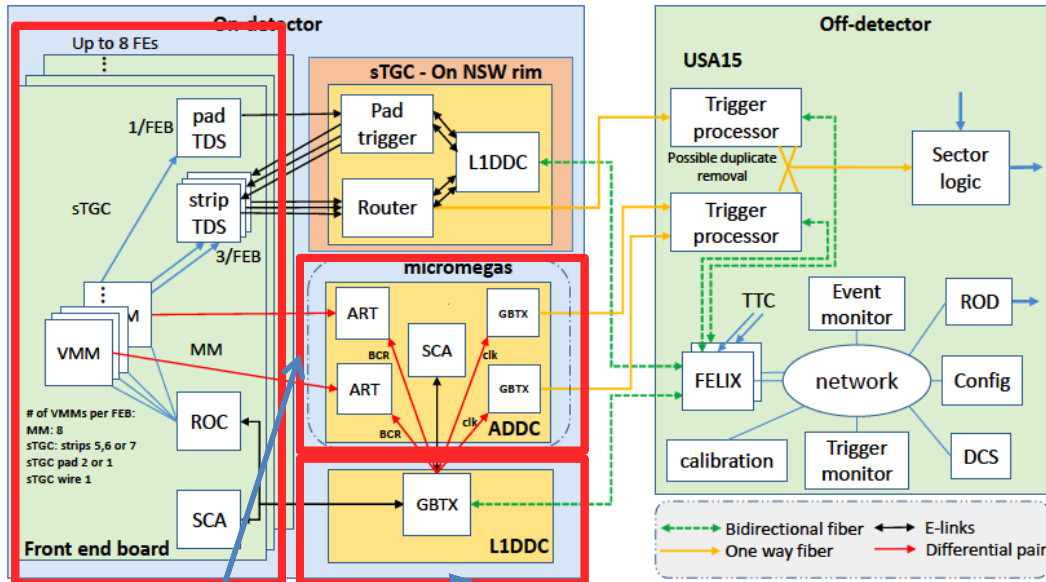 On-detector
Up to 8 FEs
⋮
pad
TDS
1/FEB
sTGC
strip
TDS
3/FEB
⋮
VMM
MM
# of VMMs per FEB:
MM: 8
sTGC: strips 5,6 or 7
sTGC pad 2 or 1
sTGC wire 1
ROC
SCA
Front end board
sTGC - On NSW rim
Pad
trigger
L1DDC
Router
micromegas
ART
GBTX
SCA
BCR
clk
ART
GBTX
BCR
clk
ADDC
GBTX
L1DDC
Off-detector
USA15
Trigger
processor
Possible duplicate
removal
Sector
logic
Trigger
processor
TTC
Event
monitor
ROD
FELIX
network
Config
calibration
Trigger
monitor
DCS
Bidirectional fiber
E-links
One way fiber
Differential pair